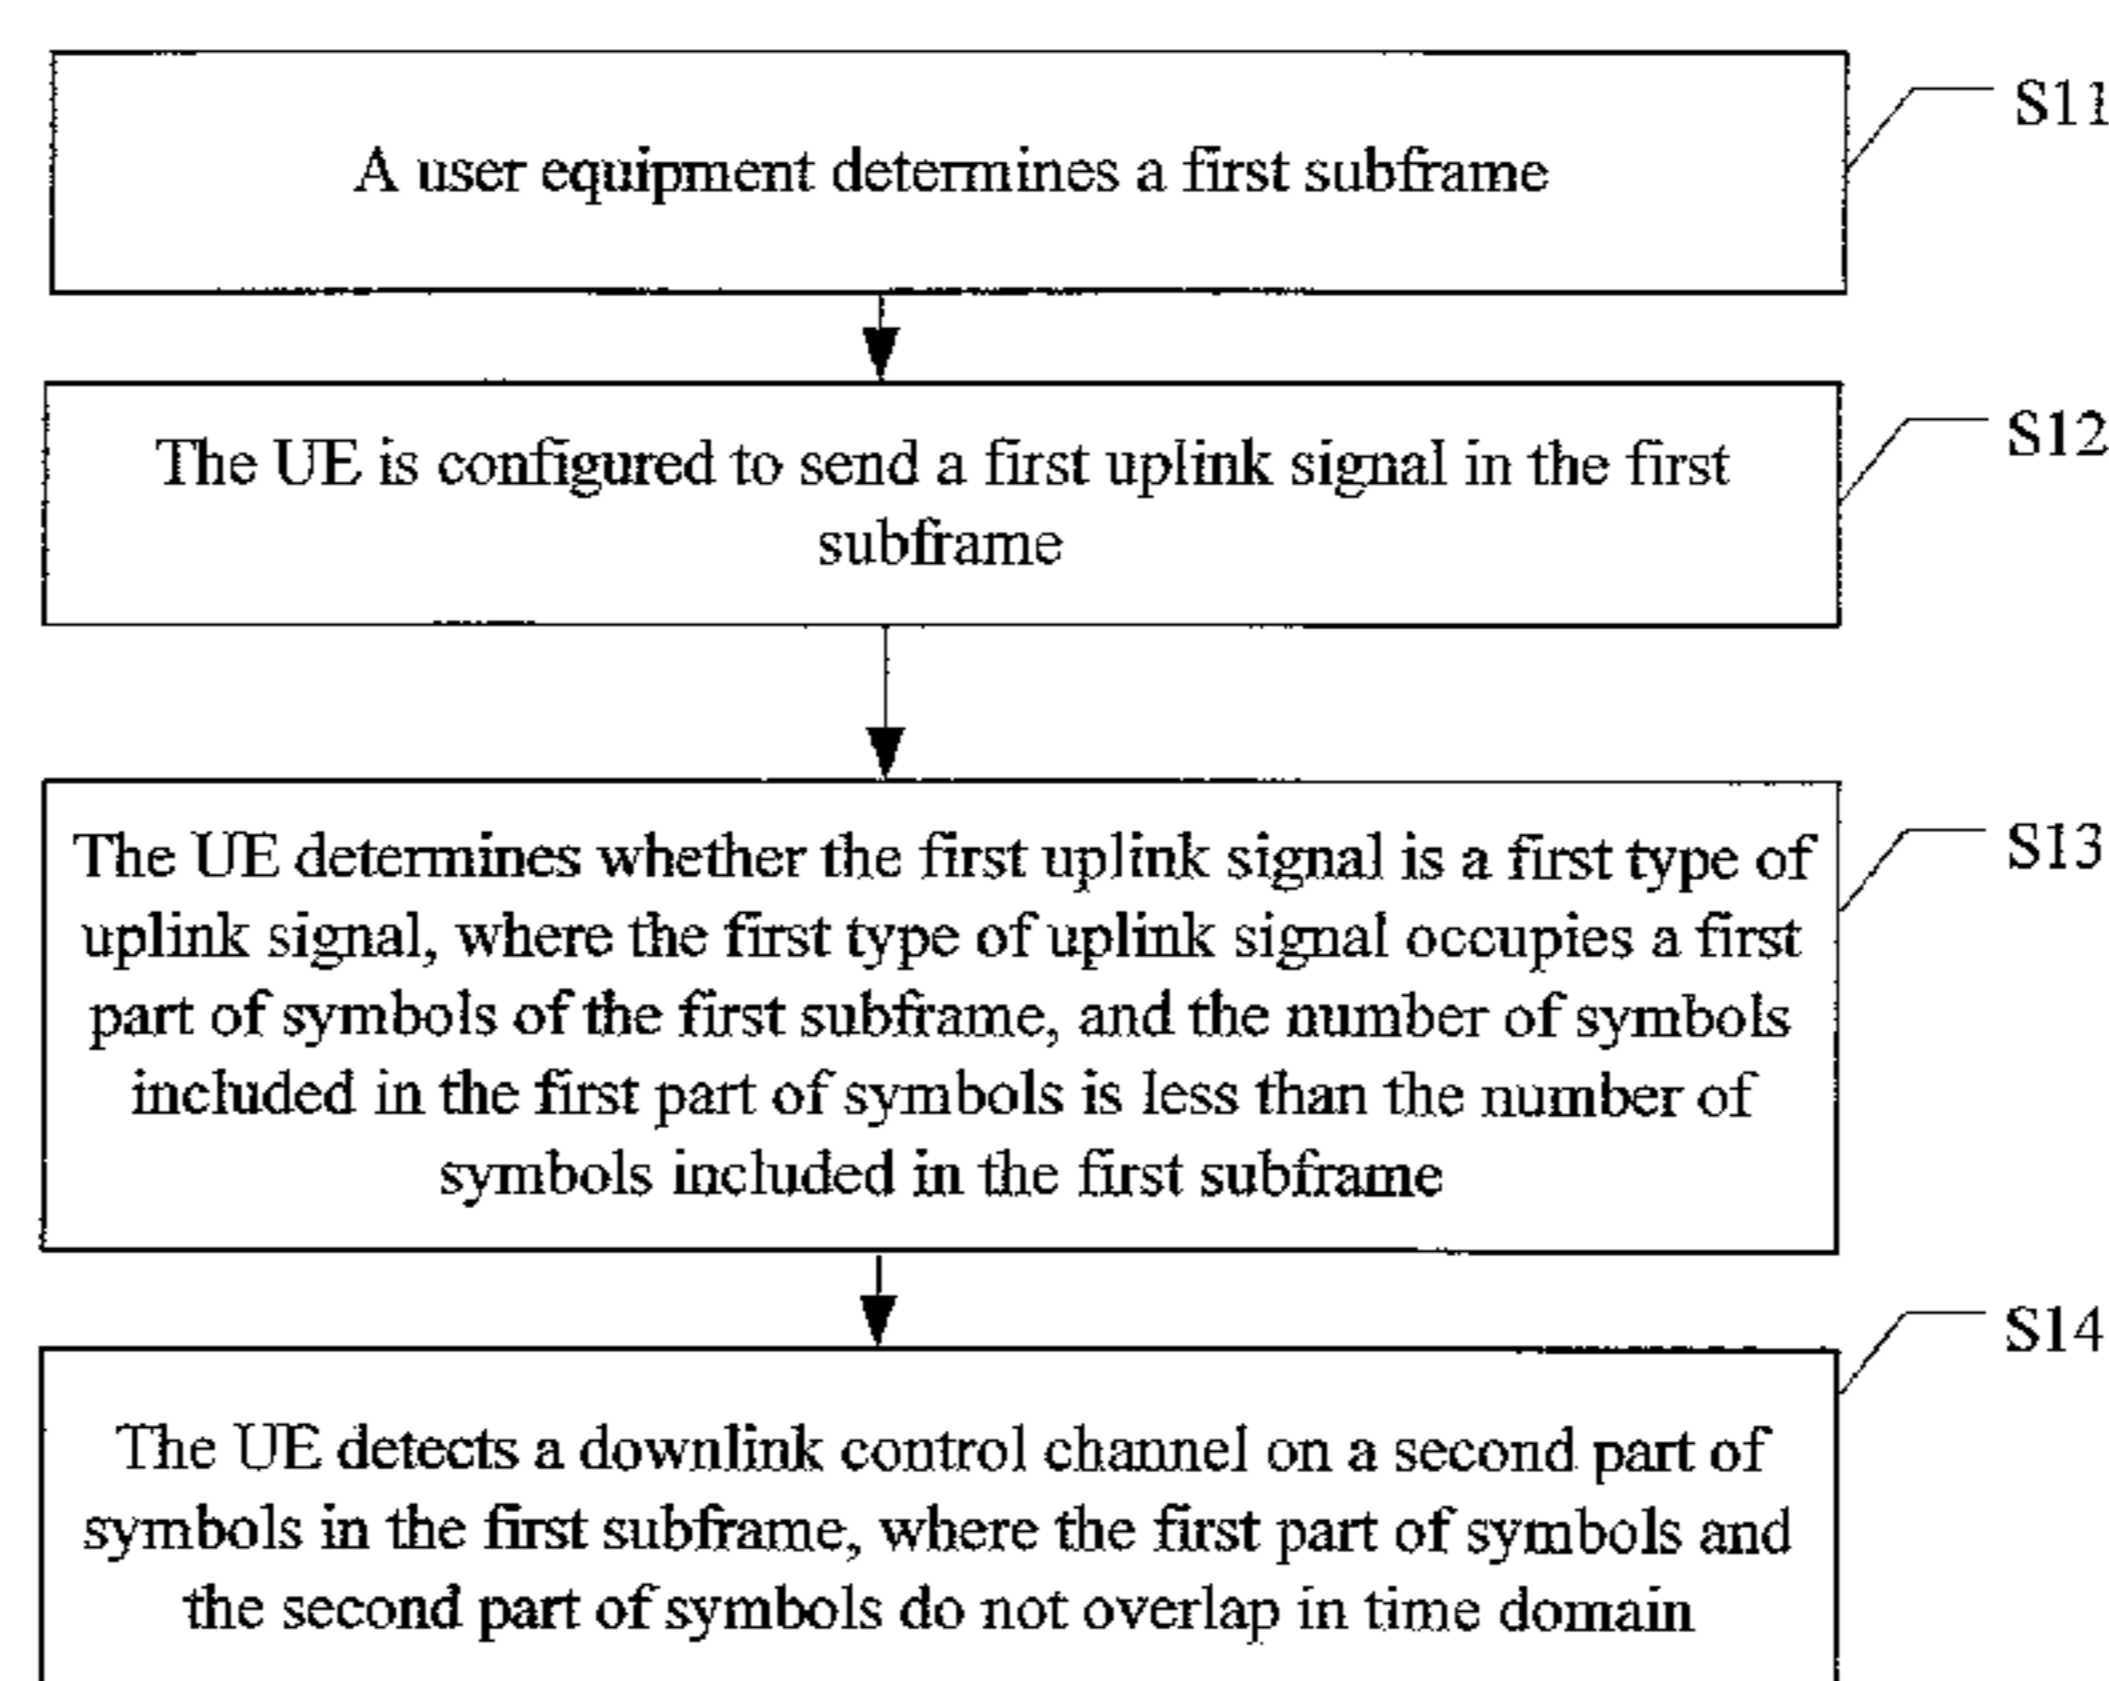 A user equipment determines a first subframe
S11
The UE is configured to send a first uplink signal in the first
subframe
S12
The UE determines whether the first uplink signal is a first type of
uplink signal, where the first type of uplink signal occupies a first
part of symbols of the first subframe, and the number of symbols
included in the first part of symbols is less than the number of
symbols included in the first subframe
S13
The UE detects a downlink control channel on a second part of
symbols in the first subframe, where the first part of symbols and
the second part of symbols do not overlap in time domain
S14